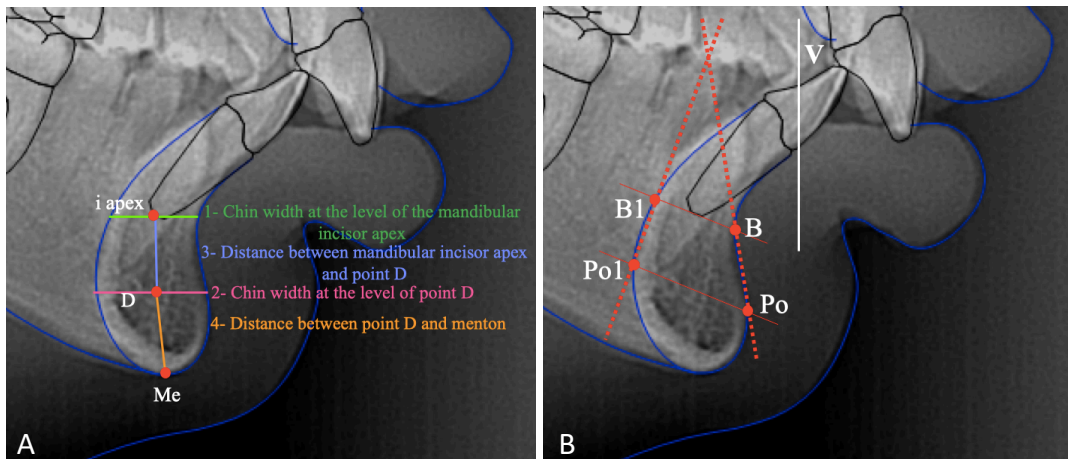 i apex
1- Chin width at the level of the mandibular
incisor apex
3- Distance between mandibular incisor apex
and point D
D
2- Chin width at the level of point D
4- Distance between point D and menton
Me
A
V
B1
B
Po1
Po
B